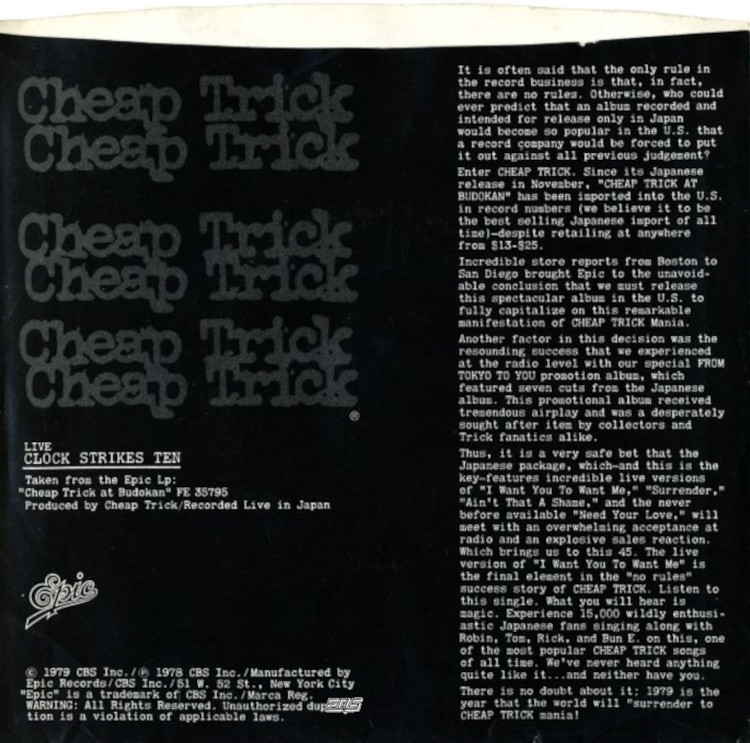 Cheap Trick
Cheap Trick
Cheap Trick
Cheap Trick
Cheap Trick
Cheap Trick
®
LIVE
CLOCK STRIKES TEN
Taken from the Epic Lp:
"Cheap Trick at Budokan" FE 35795
Produced by Cheap Trick/Recorded Live in Japan
Epic
© 1979 CBS Inc./℗ 1978 CBS Inc./Manufactured by
Epic Records/CBS Inc./51 W. 52 St., New York City
"Epic" is a trademark of CBS Inc./Marca Reg.
WARNING: All Rights Reserved. Unauthorized
tion is a violation of applicable laws.
It is often said that the only rule in
the record business is that, in fact,
there are no rules. Otherwise, who could
ever predict that an album recorded and
intended for release only in Japan
would become so popular in the U.S. that
a record company would be forced to put
it out against all previous judgement?
Enter CHEAP TRICK. Since its Japanese
release in November, "CHEAP TRICK AT
BUDOKAN" has been imported into the U.S.
in record numbers (we believe it to be
the best selling Japanese import of all
time)—despite retailing at anywhere
from $13-$25.
Incredible store reports from Boston to
San Diego brought Epic to the unavoid-
able conclusion that we must release
this spectacular album in the U.S. to
fully capitalize on this remarkable
manifestation of CHEAP TRICK Mania.
Another factor in this decision was the
resounding success that we experienced
at the radio level with our special FROM
TOKYO TO YOU promotion album, which
featured seven cuts from the Japanese
album. This promotional album received
tremendous airplay and was a desperately
sought after item by collectors and
Trick fanatics alike.
Thus, it is a very safe bet that the
Japanese package, which—and this is the
key—features incredible live versions
of "I Want You To Want Me," "Surrender,"
"Ain't That A Shame," and the never
before available "Need Your Love," will
meet with an overwhelming acceptance at
radio and an explosive sales reaction.
Which brings us to this 45. The live
version of "I Want You To Want Me" is
the final element in the "no rules"
success story of CHEAP TRICK. Listen to
this single. What you will hear is
magic. Experience 15,000 wildly enthusi-
astic Japanese fans singing along with
Robin, Tom, Rick, and Bun E. on this, one
of the most popular CHEAP TRICK songs
of all time. We've never heard anything
quite like it...and neither have you.
There is no doubt about it; 1979 is the
year that the world will "surrender to
CHEAP TRICK mania!